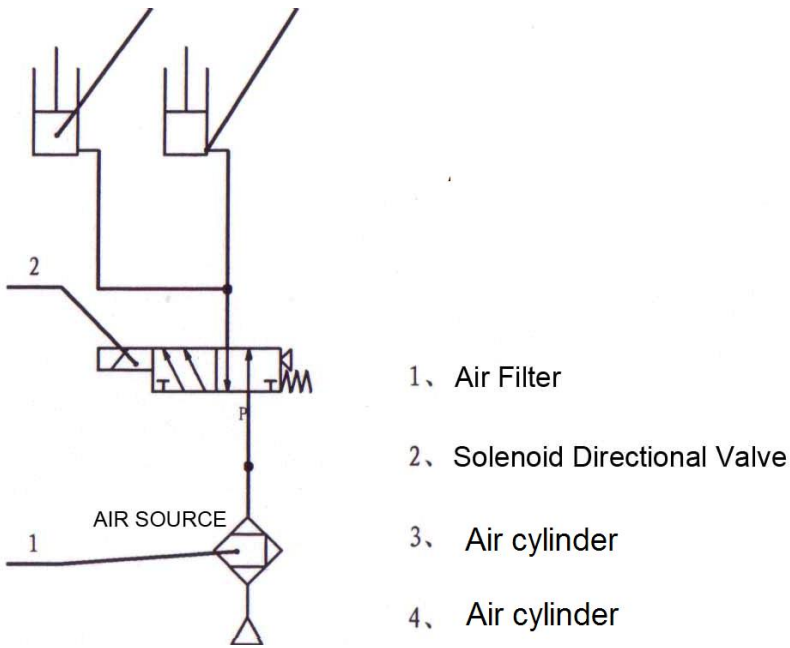 2
P
AIR SOURCE
1
1、 Air Filter
2、 Solenoid Directional Valve
3、 Air cylinder
4、 Air cylinder